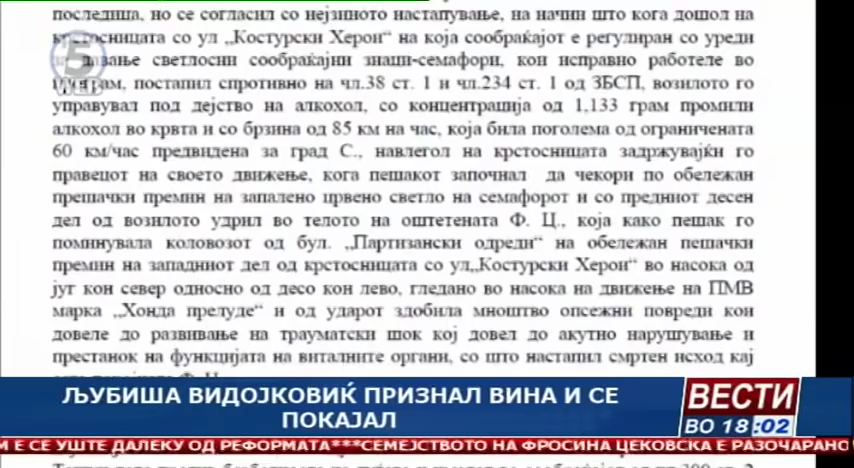 последица, но се согласил со нејзиното настапување, на начин што кога дошол на
крстосницата со ул „Костурски Херои“ на која сообраќајот е регулиран со уреди
за давање светлосни сообраќајни знаци-семафори, кои исправно работеле во
програм, постапил спротивно на чл.38 ст. 1 и чл.234 ст. 1 од ЗБСП, возилото го
управувал под дејство на алкохол, со концентрација од 1,133 грам промили
алкохол во крвта и со брзина од 85 км на час, која била поголема од ограничената
60 км/час предвидена за град С., навлегол на крстосницата задржувајќи го
правецот на своето движење, кога пешакот започнал да чекори по обележан
прешачки премин на запалено црвено светло на семафорот и со предниот десен
дел од возилото удрил во телото на оштетената Ф. Ц., која како пешак го
поминувала коловозот од бул. „Партизански одреди“ на обележан пешачки
премин на западниот дел од крстосницата со ул„Костурски Херои“ во насока од
југ кон север односно од десо кон лево, гледано во насока на движење на ПМВ
марка „Хонда прелуде“ и од ударот здобила мноштво опсежни повреди кои
довеле до развивање на трауматски шок кој довел до акутно нарушување и
престанок на функцијата на виталните органи, со што настапил смртен исход кај
5
WEB
ЉУБИША ВИДОЈКОВИЌ ПРИЗНАЛ ВИНА И СЕ
ПОКАЈАЛ
ВЕСТИ
ВО 18:02
М Е СЕ УШТЕ ДАЛЕКУ ОД РЕФОРМАТА***СЕМЕЈСТВОТО НА ФРОСИНА ЦЕКОВСКА Е РАЗОЧАРАНО